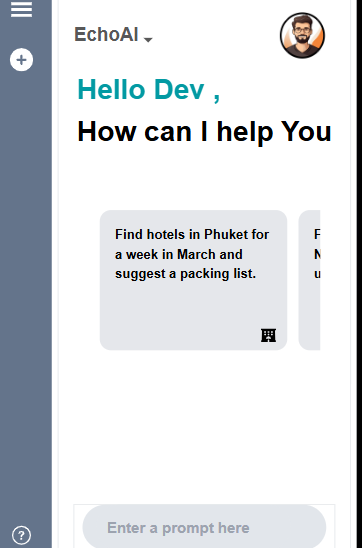 EchoAI
Hello Dev ,
How can I help You
Find hotels in Phuket for
a week in March and
suggest a packing list.
Enter a prompt here
?